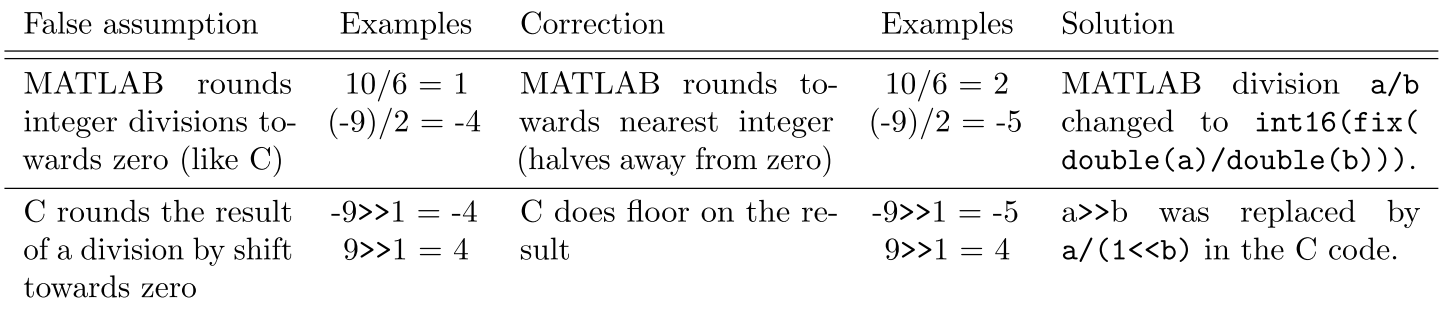 False assumption Examples Correction Examples Solution
MATLAB rounds integer divisions to-
wards zero (like C)
10/6 = 1
(-9)/2 = -4
MATLAB rounds to-
wards nearest integer
(halves away from zero)
10/6 = 2
(-9)/2 = -5
MATLAB division a/b
changed to int16(fix(
double(a)/double(b))).
C rounds the result
of a division by shift
towards zero
-9>>1 = -4
9>>1 = 4
C does floor on the re-
sult
-9>>1 = -5
9>>1 = 4
a>>b was replaced by
a/(1<<b) in the C code.